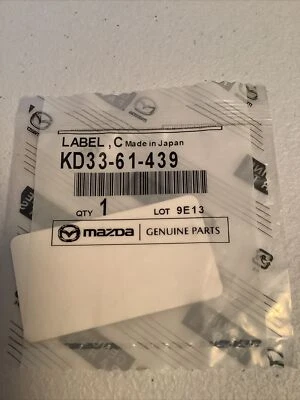 LABEL , C Made in Japan
KD33-61-439
QTY 1 LOT 9E13
mazda GENUINE PARTS